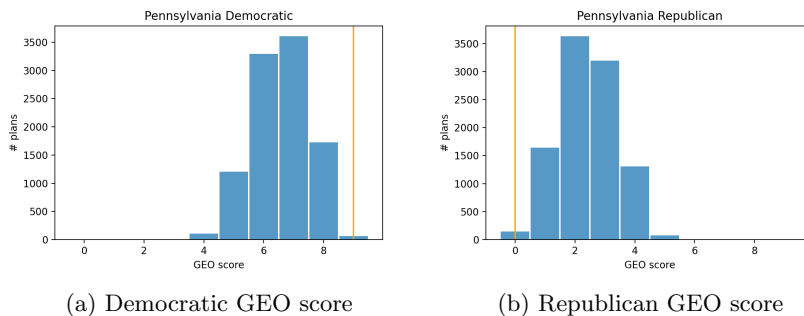 Pennsylvania Democratic
# plans
3500
3000
2500
2000
1500
1000
500
0
0 2 4 6 8
GEO score
(a) Democratic GEO score
Pennsylvania Republican
# plans
3500
3000
2500
2000
1500
1000
500
0
0 2 4 6 8
GEO score
(b) Republican GEO score